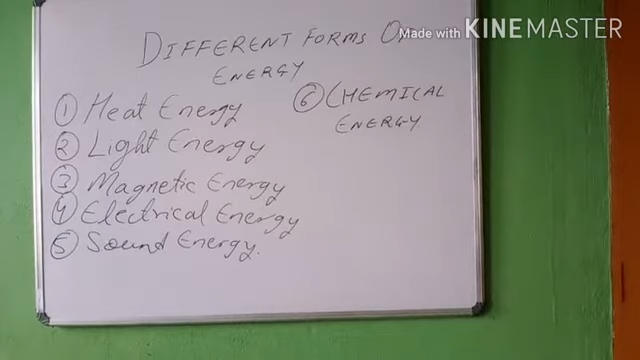 DIFFERENT FORMS OF
ENERGY
① Heat Energy
② Light Energy
③ Magnetic Energy
④ Electrical Energy
⑤ Sound Energy.
⑥ CHEMICAL
ENERGY
Made with KINEMASTER